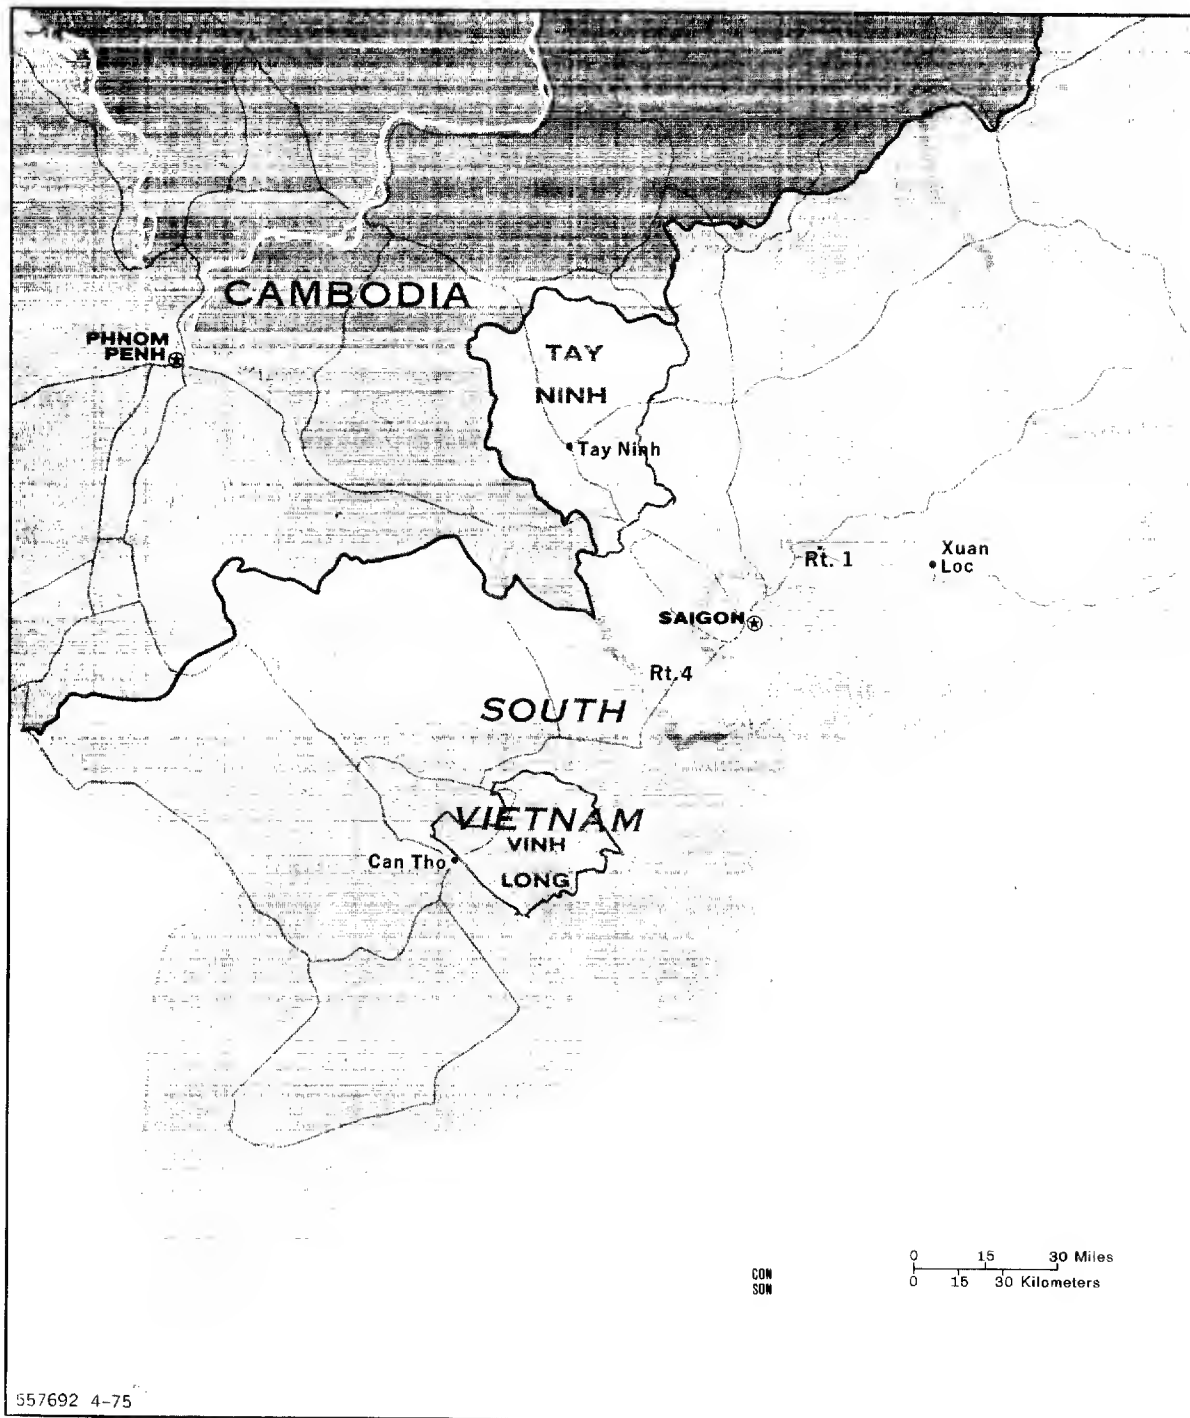 CAMBODIA
PHNOM
PENH
TAY
NINH
Tay Ninh
Rt. 1
Xuan
Loc
SAIGON
Rt. 4
SOUTH
VIETNAM
VINH
LONG
Can Tho
CON
SON
0 15 30 Miles
0 15 30 Kilometers
557692 4-75